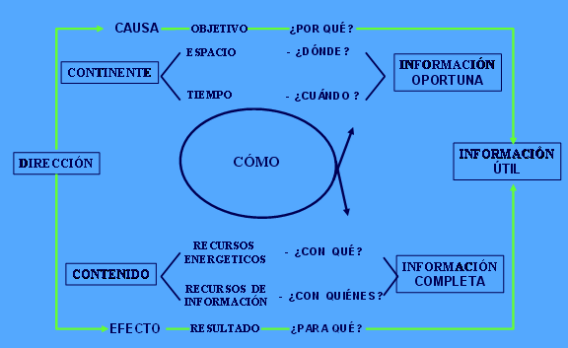 CAUSA OBJETIVO ¿POR QUÉ?
ESPACIO - ¿DÓNDE?
CONTINENTE
INFORMACIÓN
OPORTUNA
TIEMPO - ¿CUÁNDO?
DIRECCIÓN
CÓMO
INFORMACIÓN
ÚTIL
RECURSOS
ENERGETICOS - ¿CON QUÉ?
CONTENIDO
INFORMACIÓN
COMPLETA
RECURSOS DE
INFORMACIÓN - ¿CON QUIÉNES?
EFECTO RESULTADO ¿PARA QUÉ?